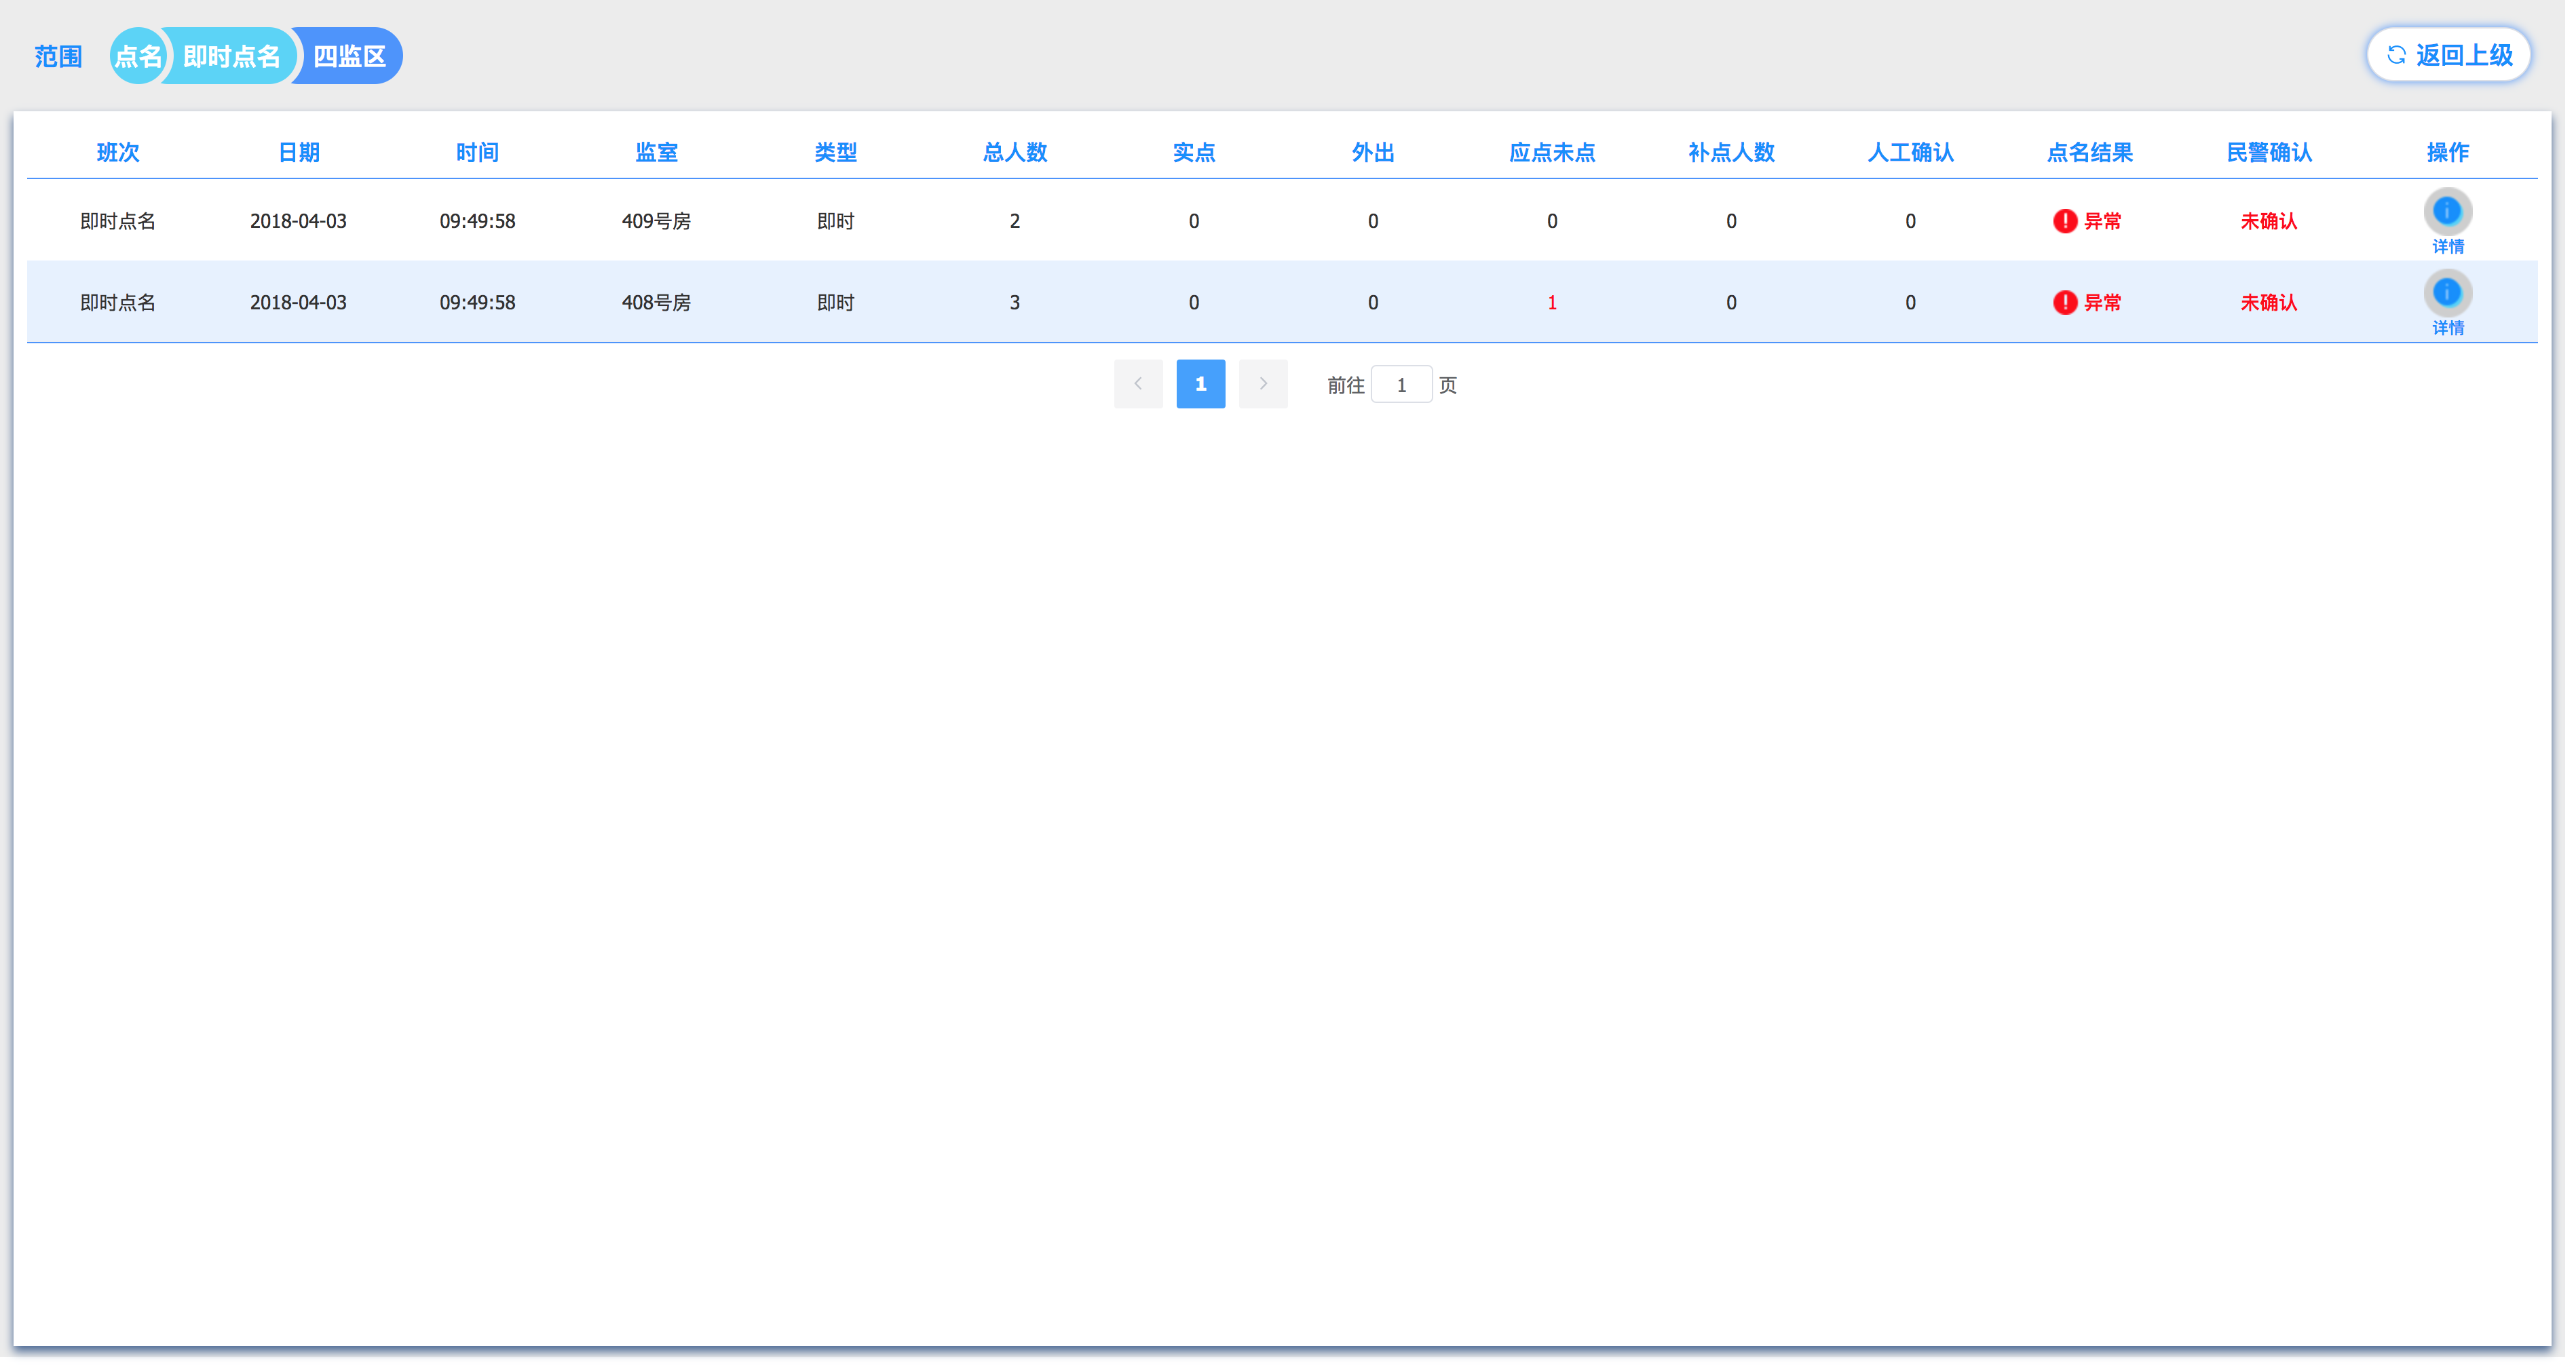 范围 点名 即时点名 四监区 返回上级
班次 日期 时间 监室 类型 总人数 实点 外出 应点未点 补点人数 人工确认 点名结果 民警确认 操作
即时点名 2018-04-03 09:49:58 409号房 即时 2 0 0 0 0 0 异常 未确认 详情
即时点名 2018-04-03 09:49:58 408号房 即时 3 0 0 1 0 0 异常 未确认 详情
1 前往 1 页